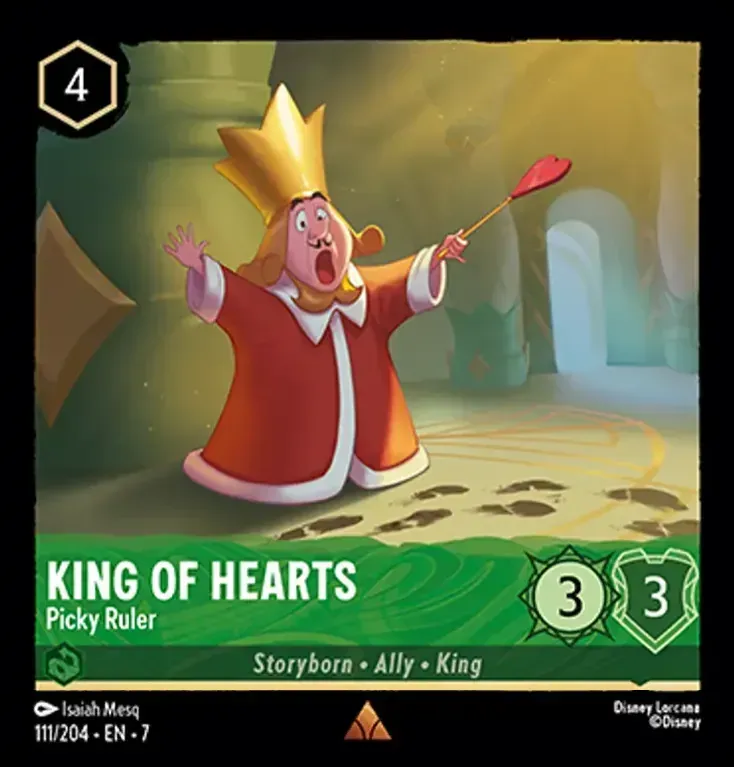 4
KING OF HEARTS
Picky Ruler
3
3
Storyborn • Ally • King
Isaiah Mesq
111/204 • EN • 7
Disney Lorcana
©Disney